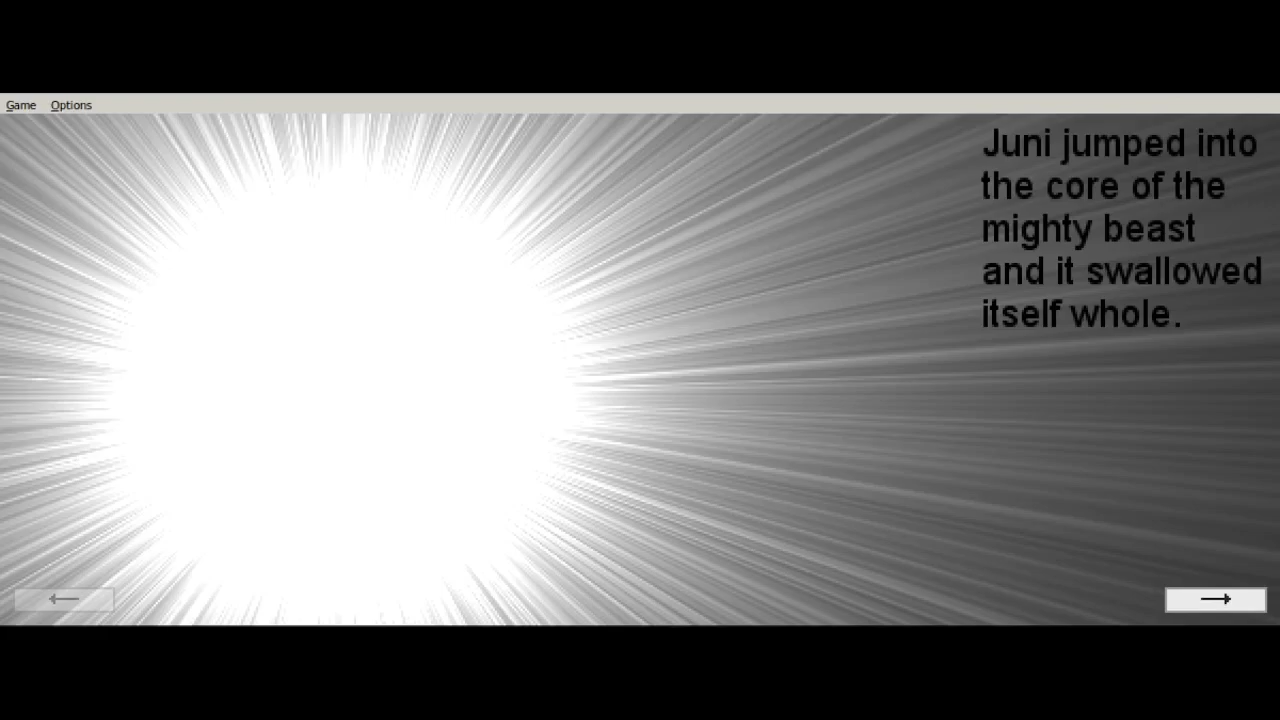 Game Options
Juni jumped into
the core of the
mighty beast
and it swallowed
itself whole.